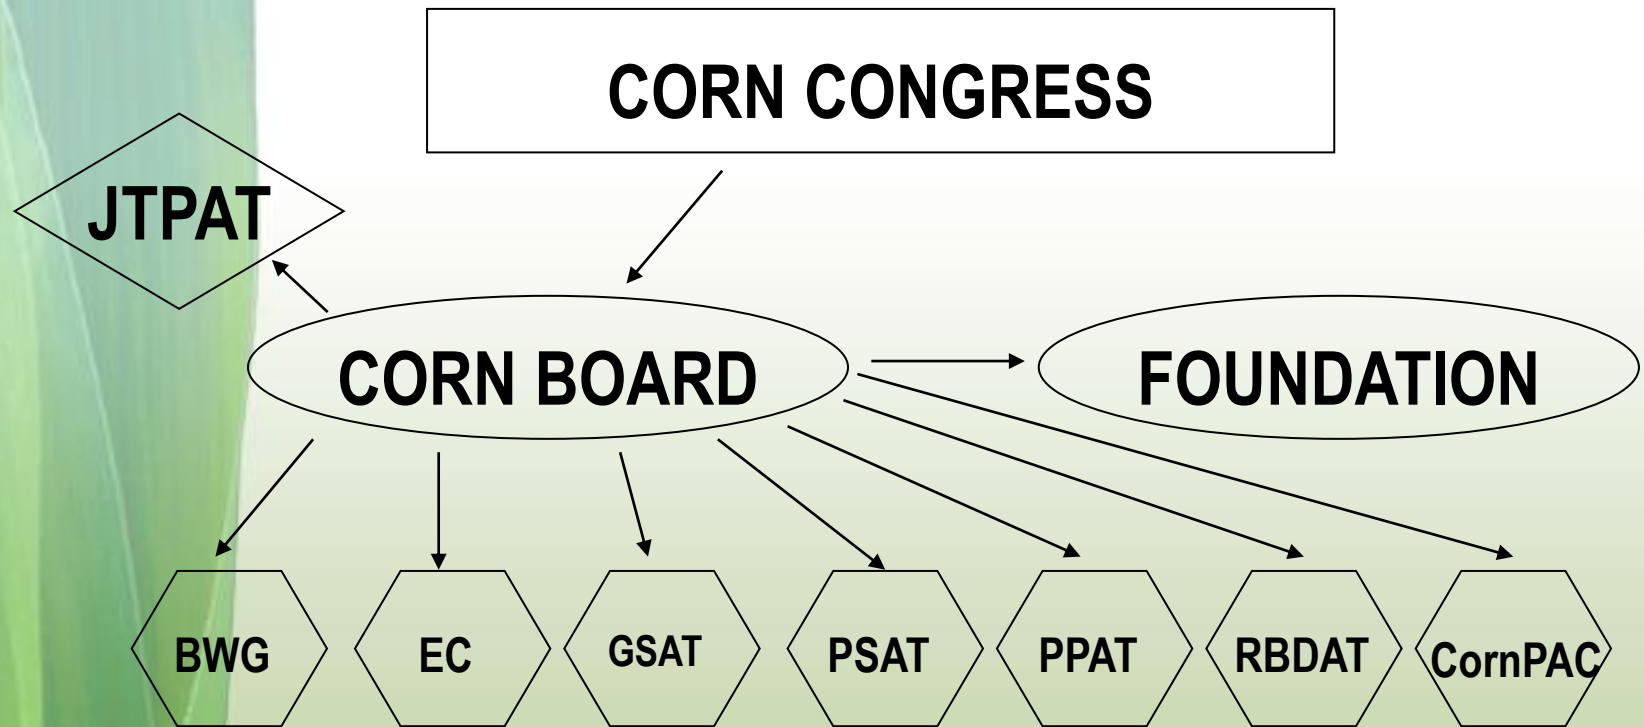 CORN CONGRESS
JTPAT
CORN BOARD
FOUNDATION
BWG
EC
GSAT
PSAT
PPAT
RBDAT
CornPAC